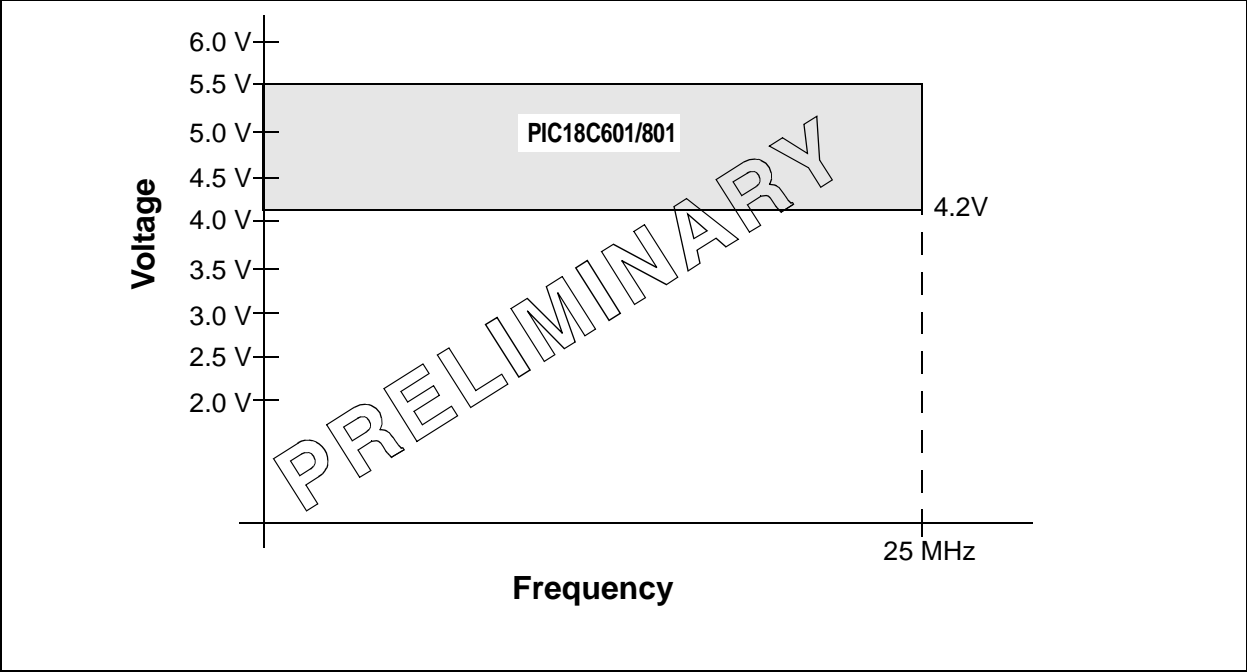 6.0 V
5.5 V
5.0 V
4.5 V
4.0 V
3.5 V
3.0 V
2.5 V
2.0 V
Voltage
PIC18C601/801
PRELIMINARY
4.2V
25 MHz
Frequency